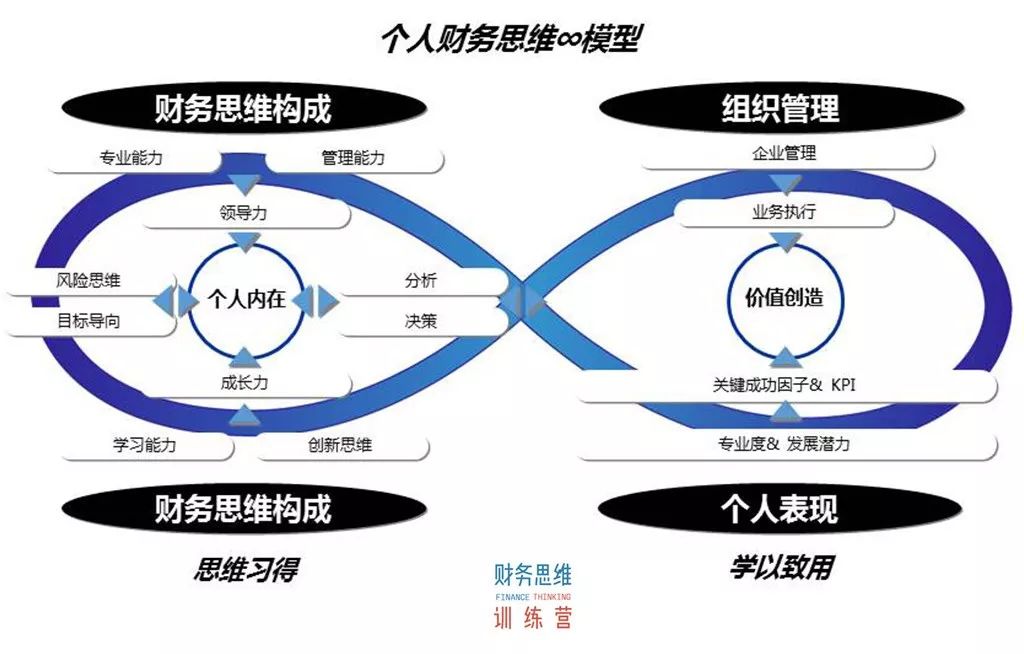 个人财务思维∞模型
财务思维构成
组织管理
专业能力
管理能力
企业管理
领导力
业务执行
风险思维
目标导向
个人内在
分析
决策
价值创造
成长力
关键成功因子& KPI
学习能力
创新思维
专业度& 发展潜力
财务思维构成
个人表现
思维习得
学以致用
财务思维
FINANCE THINKING
训练营